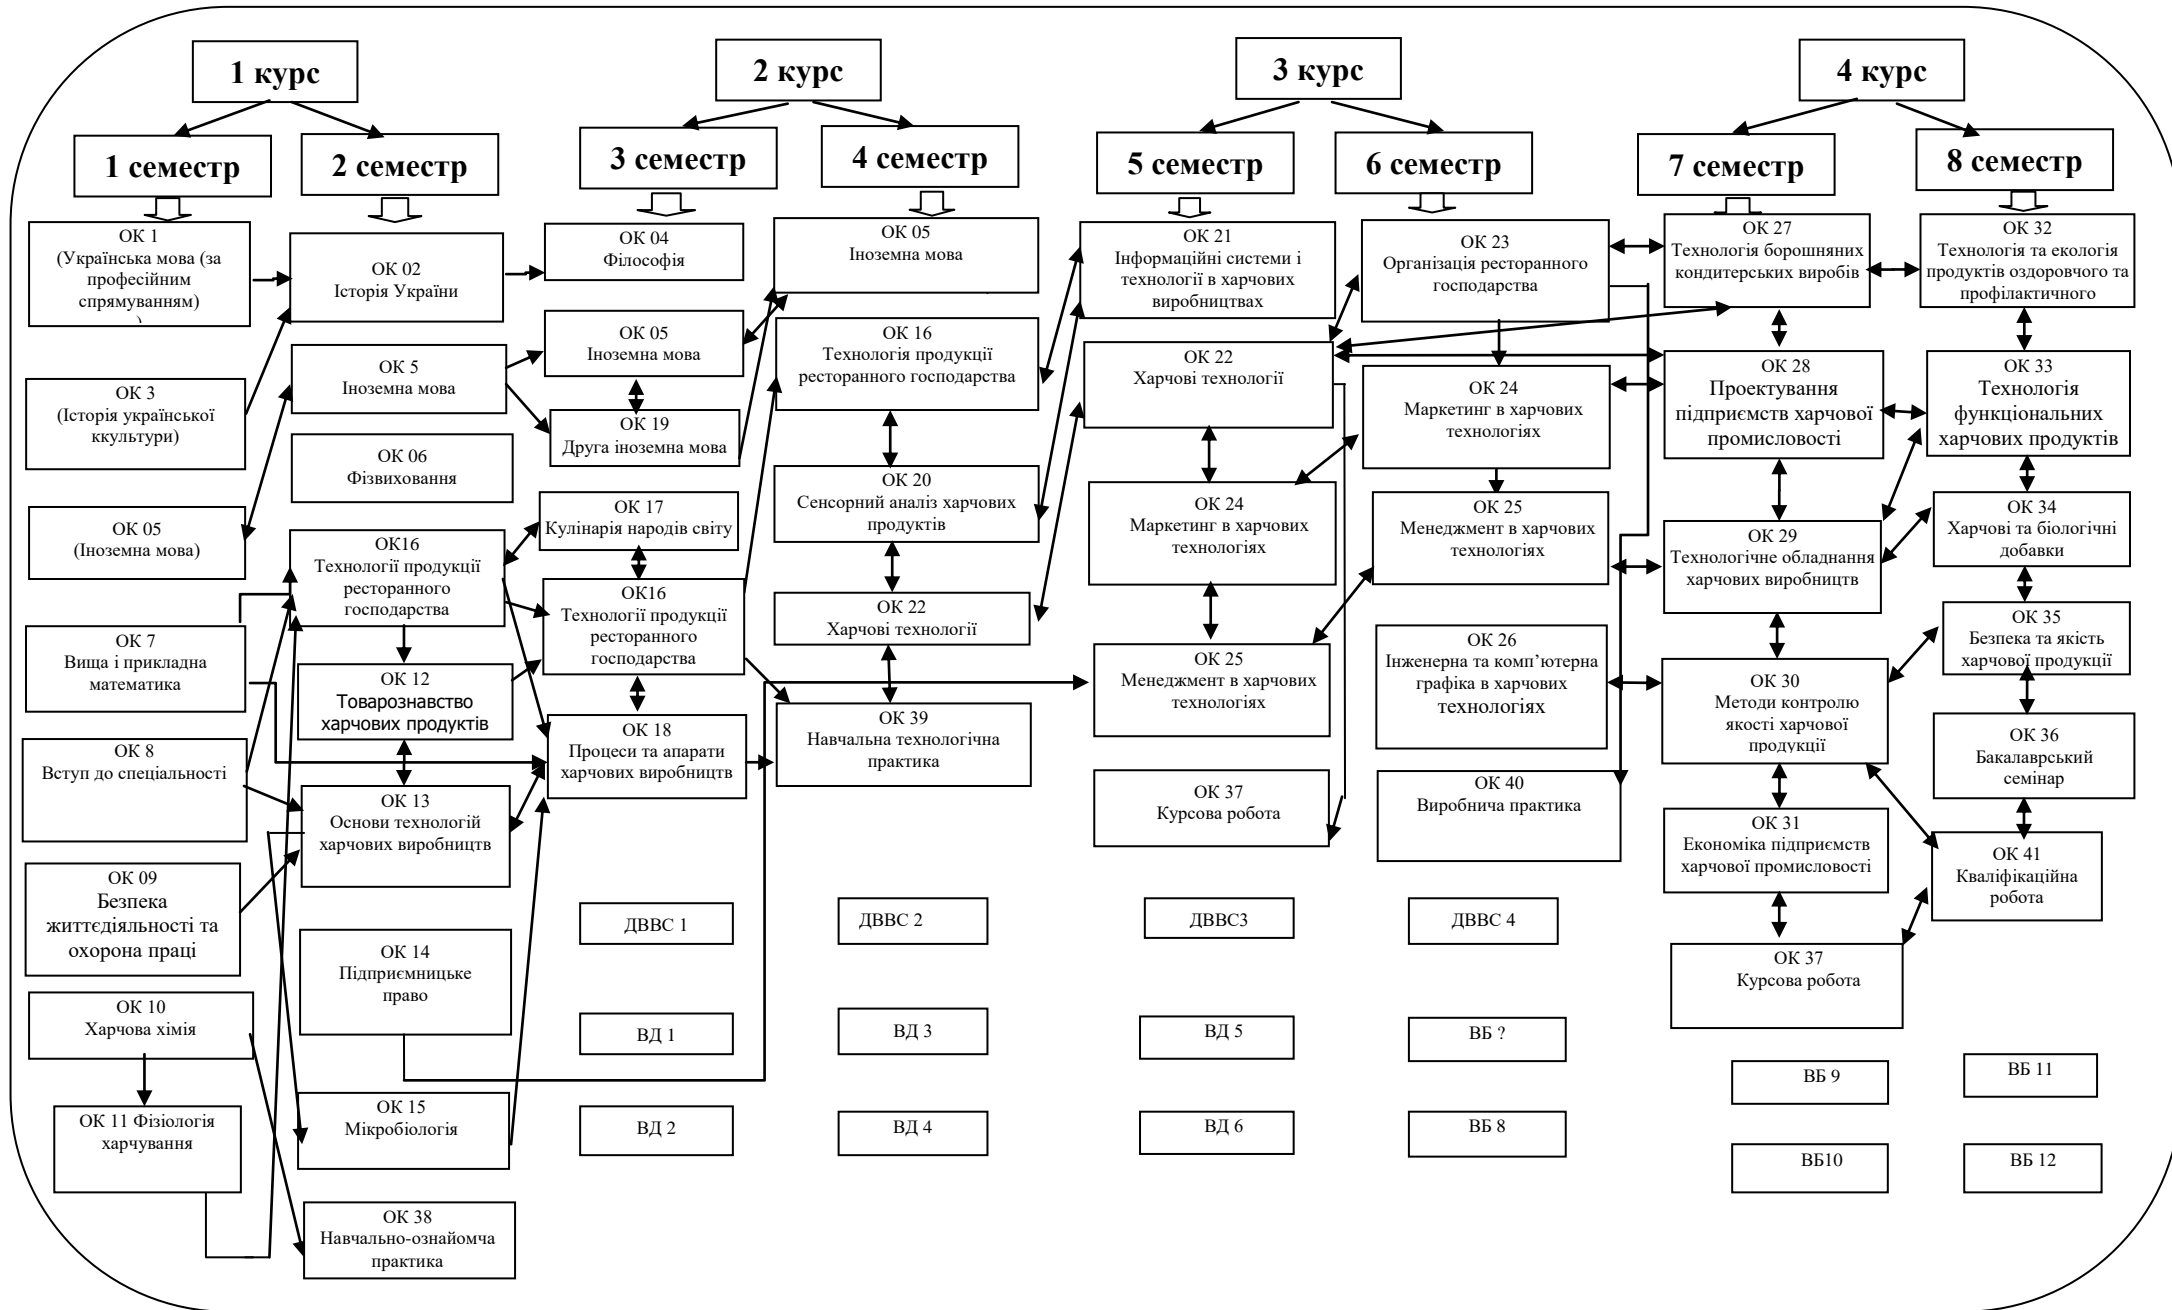 1 курс
2 курс
3 курс
4 курс
1 семестр
2 семестр
3 семестр
4 семестр
5 семестр
6 семестр
7 семестр
8 семестр
ОК 1
(Українська мова (за
професійним
спрямуванням)
)
ОК 3
(Історія української
ккультури)
ОК 05
(Іноземна мова)
ОК 7
Вища і прикладна
математика
ОК 8
Вступ до спеціальності
ОК 09
Безпека
життєдіяльності та
охорона праці
ОК 10
Харчова хімія
ОК 11 Фізіологія
харчування
ОК 02
Історія України
ОК 5
Іноземна мова
ОК 06
Фізвиховання
ОК16
Технології продукції
ресторанного
господарства
ОК 12
Товарознавство
харчових продуктів
ОК 13
Основи технологій
харчових виробництв
ОК 14
Підприємницьке
право
ОК 15
Мікробіологія
ОК 38
Навчально-ознайомча
практика
ОК 04
Філософія
ОК 05
Іноземна мова
ОК 19
Друга іноземна мова
ОК 17
Кулінарія народів світу
ОК16
Технології продукції
ресторанного
господарства
ОК 18
Процеси та апарати
харчових виробництв
ДВВС 1
ВД 1
ВД 2
ОК 05
Іноземна мова
ОК 16
Технологія продукції
ресторанного господарства
ОК 20
Сенсорний аналіз харчових
продуктів
ОК 22
Харчові технології
ОК 39
Навчальна технологічна
практика
ДВВС 2
ВД 3
ВД 4
ОК 21
Інформаційні системи і
технології в харчових
виробництвах
ОК 22
Харчові технології
ОК 24
Маркетинг в харчових
технологіях
ОК 25
Менеджмент в харчових
технологіях
ОК 37
Курсова робота
ДВВС3
ВД 5
ВД 6
ОК 23
Організація ресторанного
господарства
ОК 24
Маркетинг в харчових
технологіях
ОК 25
Менеджмент в харчових
технологіях
ОК 26
Інженерна та комп’ютерна
графіка в харчових
технологіях
ОК 40
Виробнича практика
ДВВС 4
ВБ ?
ВБ 8
ОК 27
Технологія борошняних
кондитерських виробів
ОК 28
Проектування
підприємств харчової
промисловості
ОК 29
Технологічне обладнання
харчових виробництв
ОК 30
Методи контролю
якості харчової
продукції
ОК 31
Економіка підприємств
харчової промисловості
ОК 37
Курсова робота
ВБ 9
ВБ10
ОК 32
Технологія та екологія
продуктів оздоровчого та
профілактичного
ОК 33
Технологія
функціональних
харчових продуктів
ОК 34
Харчові та біологічні
добавки
ОК 35
Безпека та якість
харчової продукції
ОК 36
Бакалаврський
семінар
ОК 41
Кваліфікаційна
робота
ВБ 11
ВБ 12